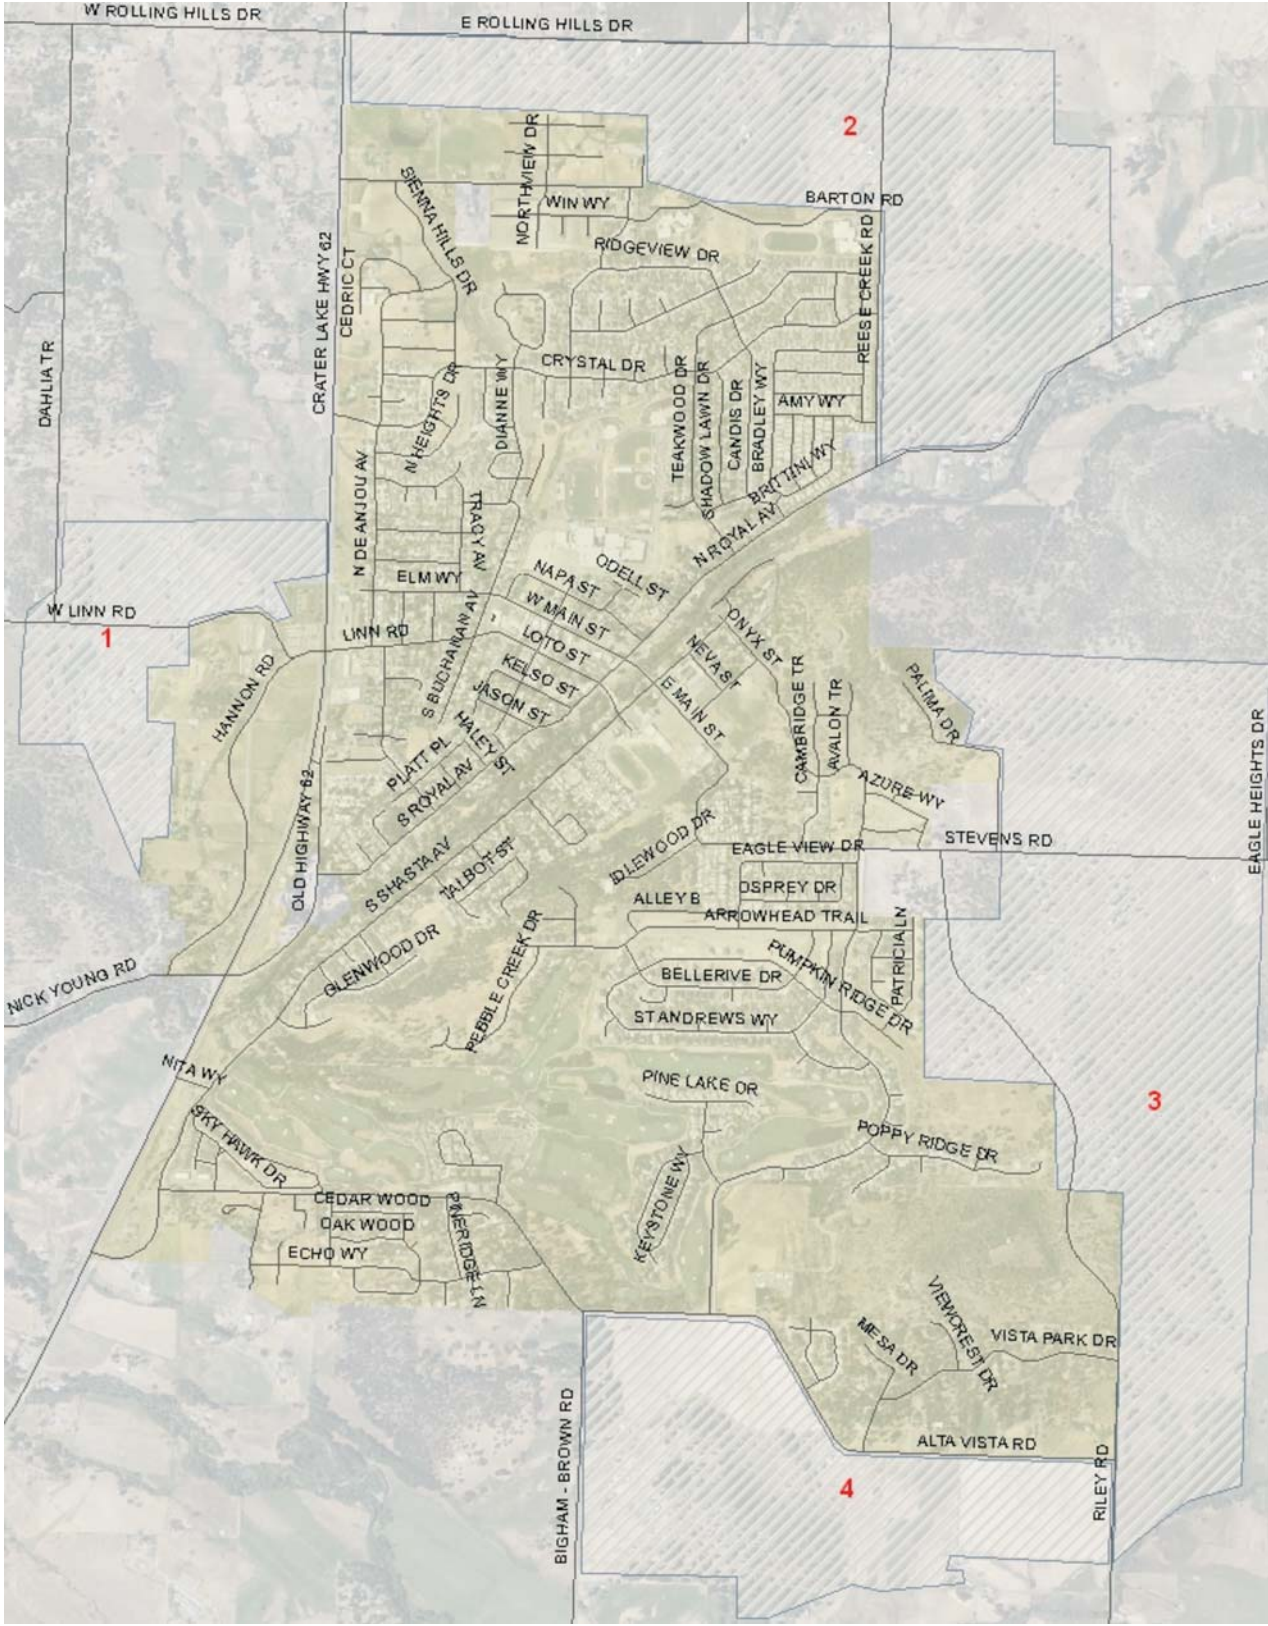 W ROLLING HILLS DR
E ROLLING HILLS DR
2
NORTHVIEW DR
SIENNA HILLS DR
WIN WY
BARTON RD
RIDGEVIEW DR
REESE CREEK RD
CRATER LAKE HWY 62
CEDRIC CT
DAHLIA TR
CRYSTAL DR
N HEIGHTS DR
DIANNE WY
TEAKWOOD DR
SHADOW LAWN DR
CANDIS DR
BRADLEY WY
AMY WY
BRITTINI WY
N DEANJOU AV
TRACY AV
N ROYAL AV
ELM WY
NAPA ST
ODELL ST
W LINN RD
1
LINN RD
W MAIN ST
LOTO ST
KELSO ST
JASON ST
S BUCHANAN AV
HALEY ST
ONYX ST
NEVA ST
E MAIN ST
CAMBRIDGE TR
AVALON TR
PALIMA DR
HANNON RD
PLATT PL
S ROYAL AV
OLD HIGHWAY 62
AZURE WY
EAGLE HEIGHTS DR
STEVENS RD
EAGLE VIEW DR
IDLEWOOD DR
S SHASTA AV
TALBOT ST
OSPREY DR
ALLEY B
ARROWHEAD TRAIL
PATRICIA LN
GLENWOOD DR
PEBBLE CREEK DR
PUMPKIN RIDGE DR
BELLERIVE DR
ST ANDREWS WY
NICK YOUNG RD
NITA WY
PINE LAKE DR
3
SKY HAWK DR
POPPY RIDGE DR
KEYSTONE WY
CEDAR WOOD
OAK WOOD
ECHO WY
PINERIDGE LN
VIEWCREST DR
MESA DR
VISTA PARK DR
ALTA VISTA RD
BIGHAM - BROWN RD
4
RILEY RD